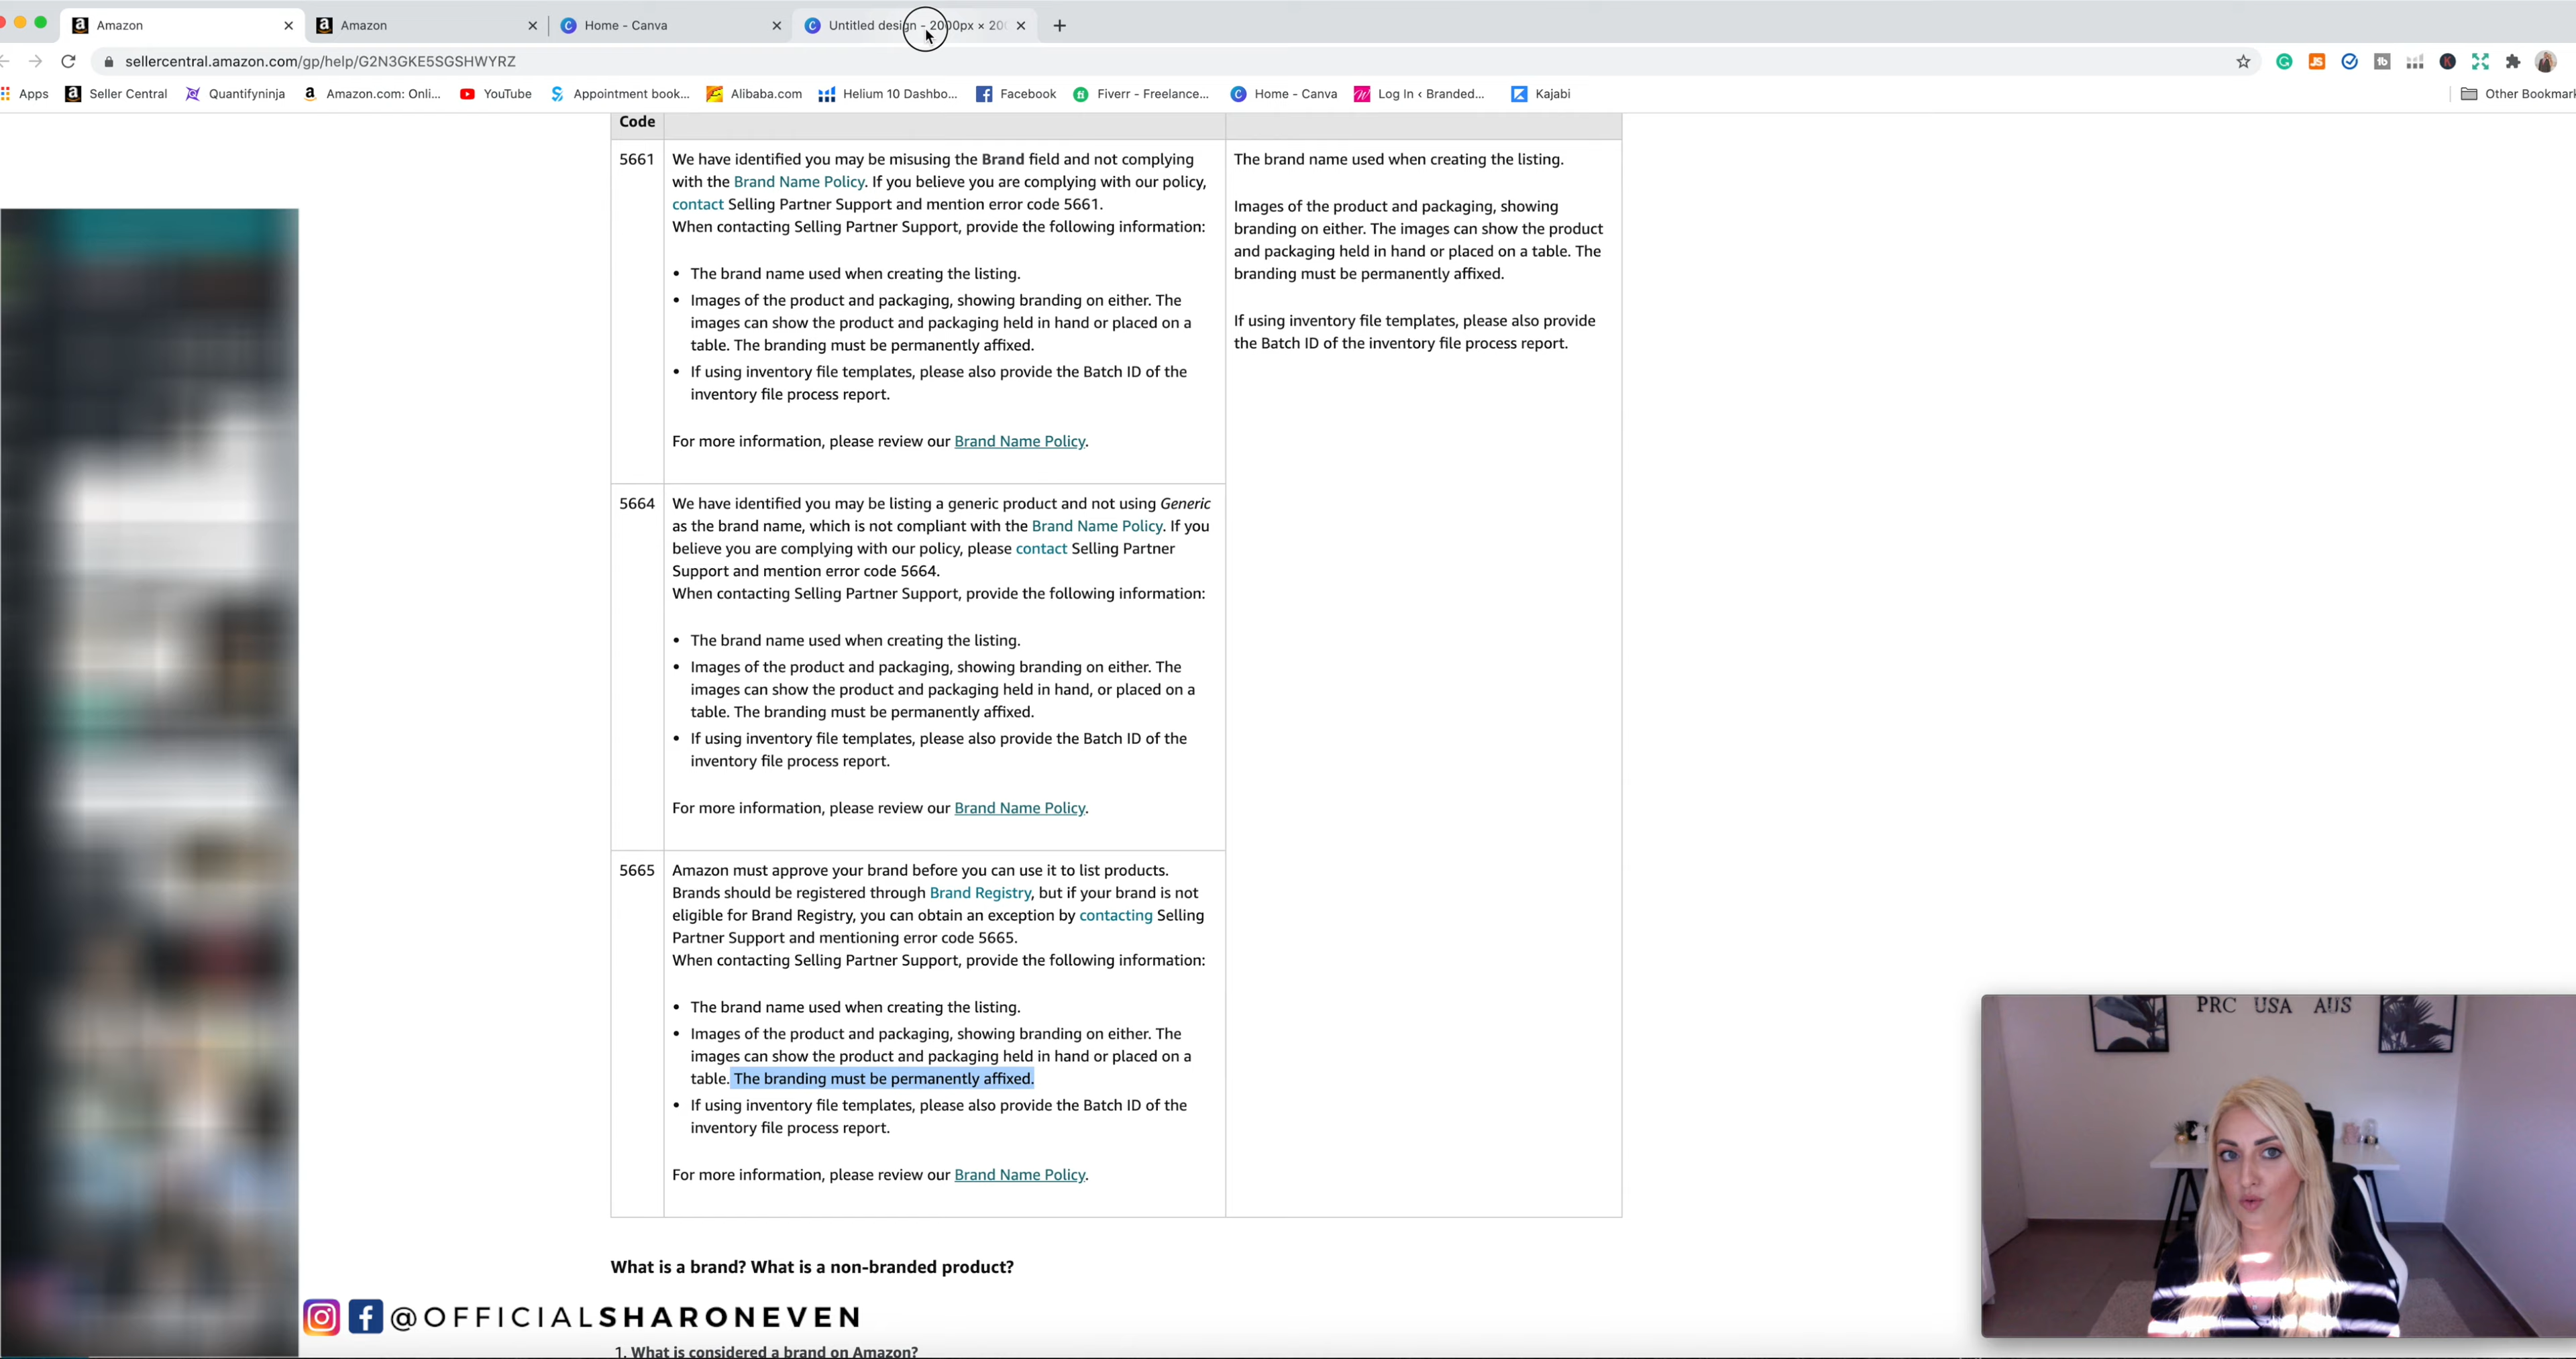 Amazon
Amazon
Home - Canva
Untitled design - 2000px × 200
sellercentral.amazon.com/gp/help/G2N3GKE5SGSHWYRZ
Apps
Seller Central
Quantifyninja
Amazon.com: Onli...
YouTube
Appointment book...
Alibaba.com
Helium 10 Dashbo...
Facebook
Fiverr - Freelance...
Home - Canva
Log In ‹ Branded...
Kajabi
Other Bookmar
Code
5661
We have identified you may be misusing the Brand field and not complying
with the Brand Name Policy. If you believe you are complying with our policy,
contact Selling Partner Support and mention error code 5661.
When contacting Selling Partner Support, provide the following information:
• The brand name used when creating the listing.
• Images of the product and packaging, showing branding on either. The
images can show the product and packaging held in hand or placed on a
table. The branding must be permanently affixed.
• If using inventory file templates, please also provide the Batch ID of the
inventory file process report.
For more information, please review our Brand Name Policy.
The brand name used when creating the listing.
Images of the product and packaging, showing
branding on either. The images can show the product
and packaging held in hand or placed on a table. The
branding must be permanently affixed.
If using inventory file templates, please also provide
the Batch ID of the inventory file process report.
5664
We have identified you may be listing a generic product and not using Generic
as the brand name, which is not compliant with the Brand Name Policy. If you
believe you are complying with our policy, please contact Selling Partner
Support and mention error code 5664.
When contacting Selling Partner Support, provide the following information:
• The brand name used when creating the listing.
• Images of the product and packaging, showing branding on either. The
images can show the product and packaging held in hand, or placed on a
table. The branding must be permanently affixed.
• If using inventory file templates, please also provide the Batch ID of the
inventory file process report.
For more information, please review our Brand Name Policy.
5665
Amazon must approve your brand before you can use it to list products.
Brands should be registered through Brand Registry, but if your brand is not
eligible for Brand Registry, you can obtain an exception by contacting Selling
Partner Support and mentioning error code 5665.
When contacting Selling Partner Support, provide the following information:
• The brand name used when creating the listing.
• Images of the product and packaging, showing branding on either. The
images can show the product and packaging held in hand or placed on a
table. The branding must be permanently affixed.
• If using inventory file templates, please also provide the Batch ID of the
inventory file process report.
For more information, please review our Brand Name Policy.
What is a brand? What is a non-branded product?
@OFFICIALSHARONEVEN
1. What is considered a brand on Amazon?
PRC USA AUS